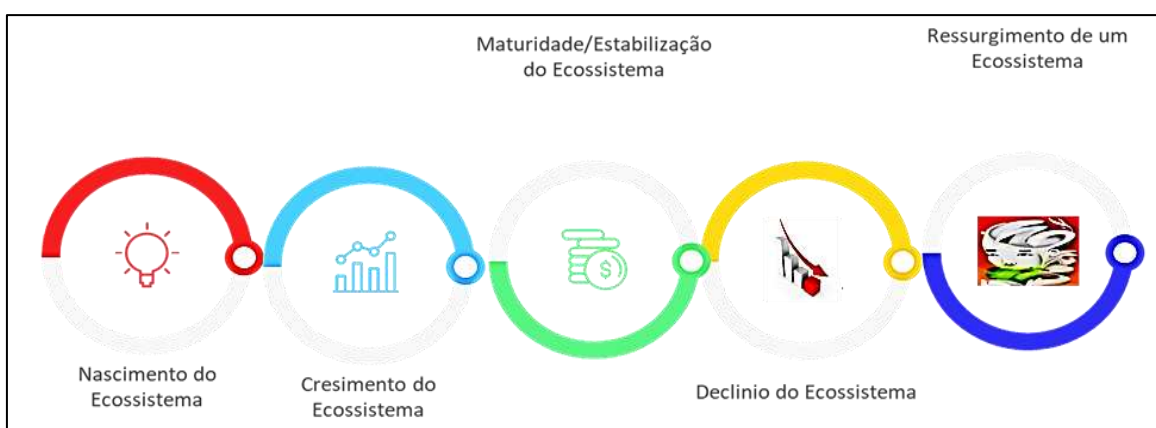 Nascimento do
Ecossistema
Cresimento do
Ecossistema
Maturidade/Estabilização
do Ecossistema
$
Declinio do Ecossistema
Ressurgimento de um
Ecossistema